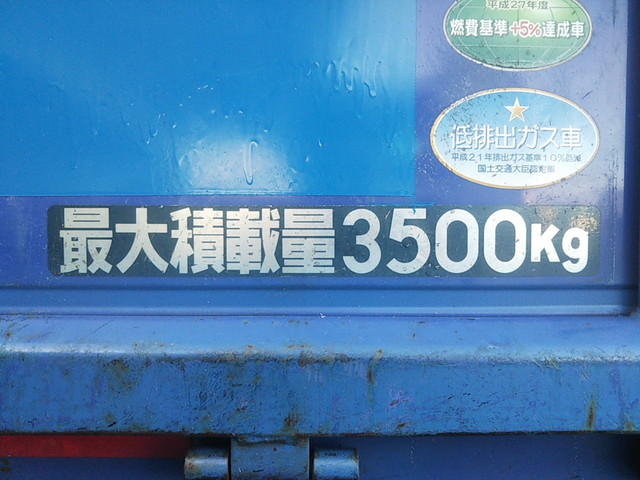 平成27年度
燃費基準+5%達成車
低排出ガス車
平成21年排出ガス基準10%低減
国土交通大臣認定車
最大積載量3500Kg